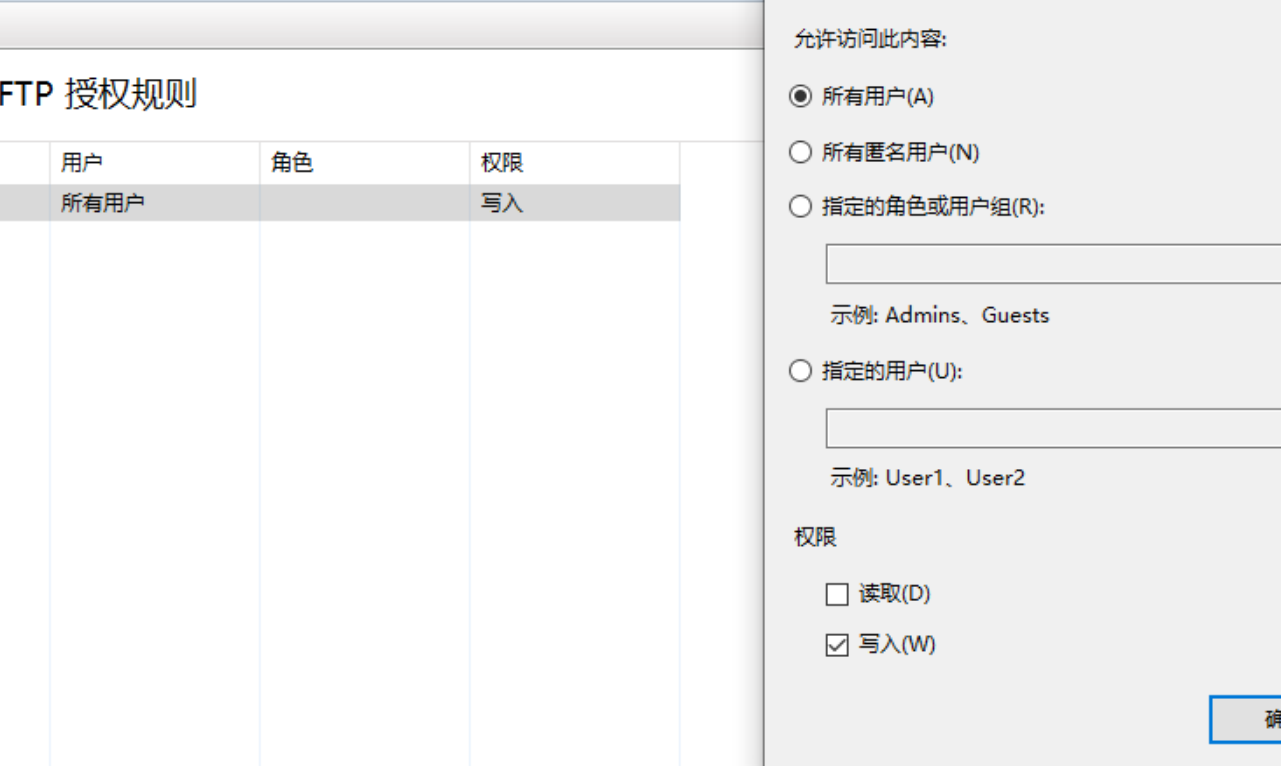 FTP 授权规则
用户 角色 权限
所有用户 写入
允许访问此内容:
所有用户(A)
所有匿名用户(N)
指定的角色或用户组(R):
示例: Admins、Guests
指定的用户(U):
示例: User1、User2
权限
读取(D)
写入(W)
确